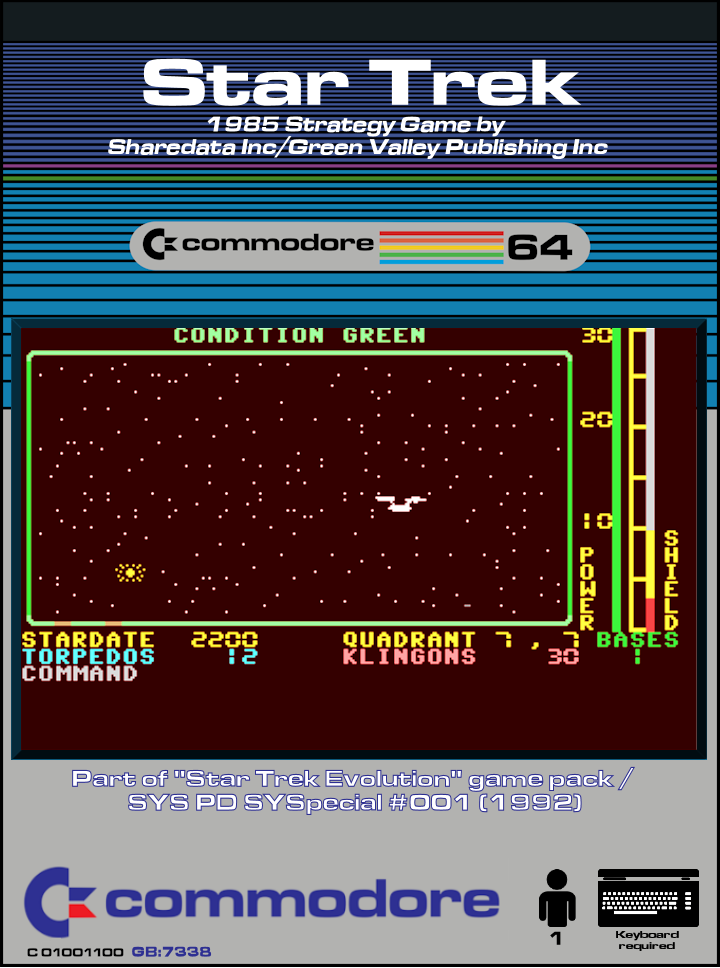 Star Trek
1985 Strategy Game by
Sharedata Inc/Green Valley Publishing Inc
commodore 64
CONDITION GREEN
30
20
10
POWER
SHIELD
STARDATE 2200 QUADRANT 7 , 7 BASES
TORPEDOS 12 KLINGONS 30 1
COMMAND
Part of "Star Trek Evolution" game pack /
SYS PD SYSpecial #001 (1992)
commodore
1
Keyboard
required
C 01001100 GB:7338